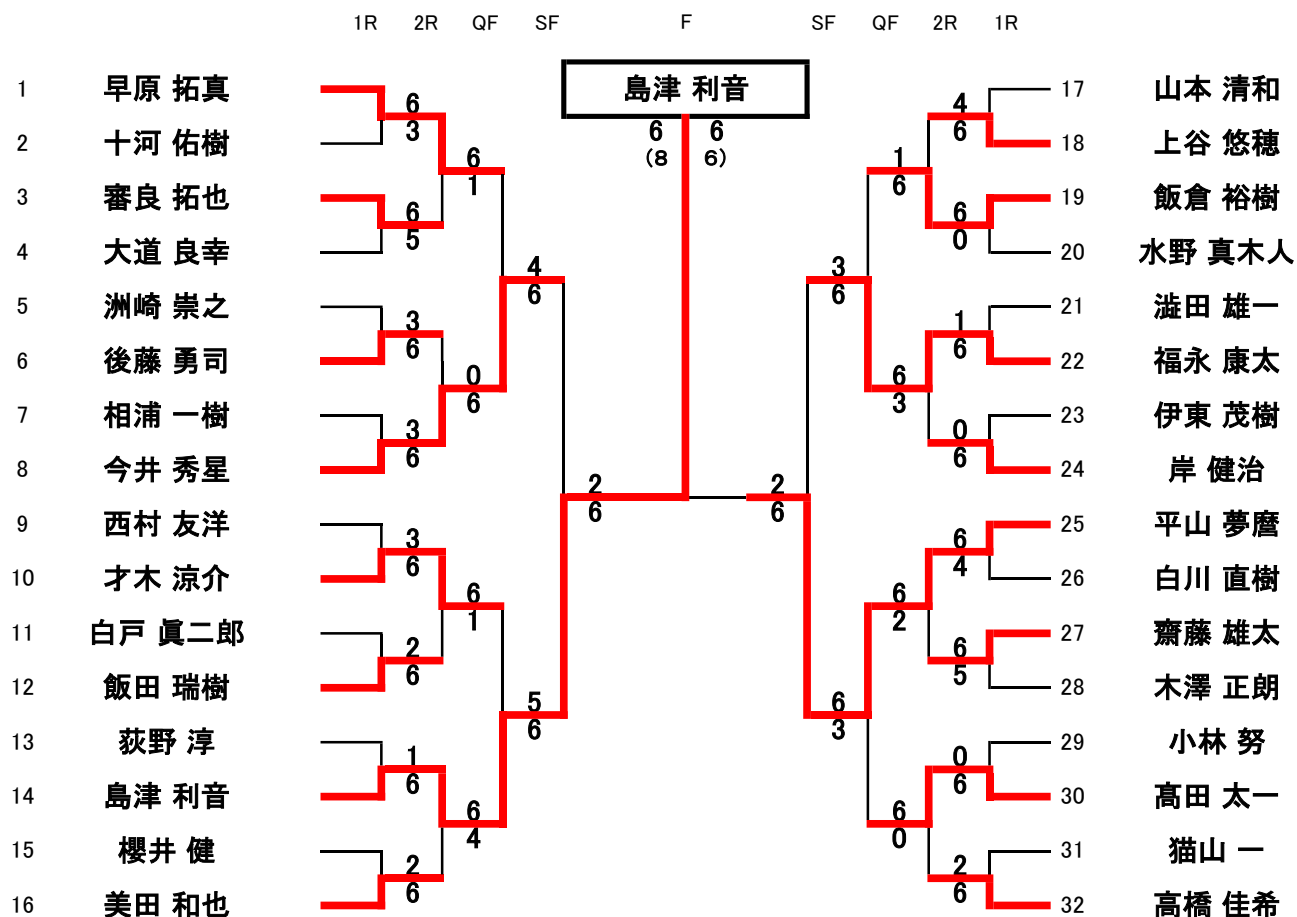 1R 2R QF SF F SF QF 2R 1R
島津 利音
1 早原 拓真 6 4 17 山本 清和
6 6
2 十河 佑樹 3 6 18 上谷 悠穂
(8 6)
6 1
3 審良 拓也 1 6 19 飯倉 裕樹
6 6
4 大道 良幸 5 0 20 水野 真木人
4 3
5 洲崎 崇之 6 6 21 澁田 雄一
3 1
6 後藤 勇司 6 6 22 福永 康太
0 6
7 相浦 一樹 6 3 23 伊東 茂樹
3 0
8 今井 秀星 6 6 24 岸 健治
2 2
9 西村 友洋 6 6 25 平山 夢麿
3 6
10 才木 涼介 6 4 26 白川 直樹
6 6
11 白戸 眞二郎 1 2 27 齋藤 雄太
2 6
12 飯田 瑞樹 6 5 28 木澤 正朗
5 6
13 荻野 淳 6 3 29 小林 努
1 0
14 島津 利音 6 6 30 髙田 太一
6 6
15 櫻井 健 4 0 31 猫山 一
2 2
16 美田 和也 6 6 32 高橋 佳希